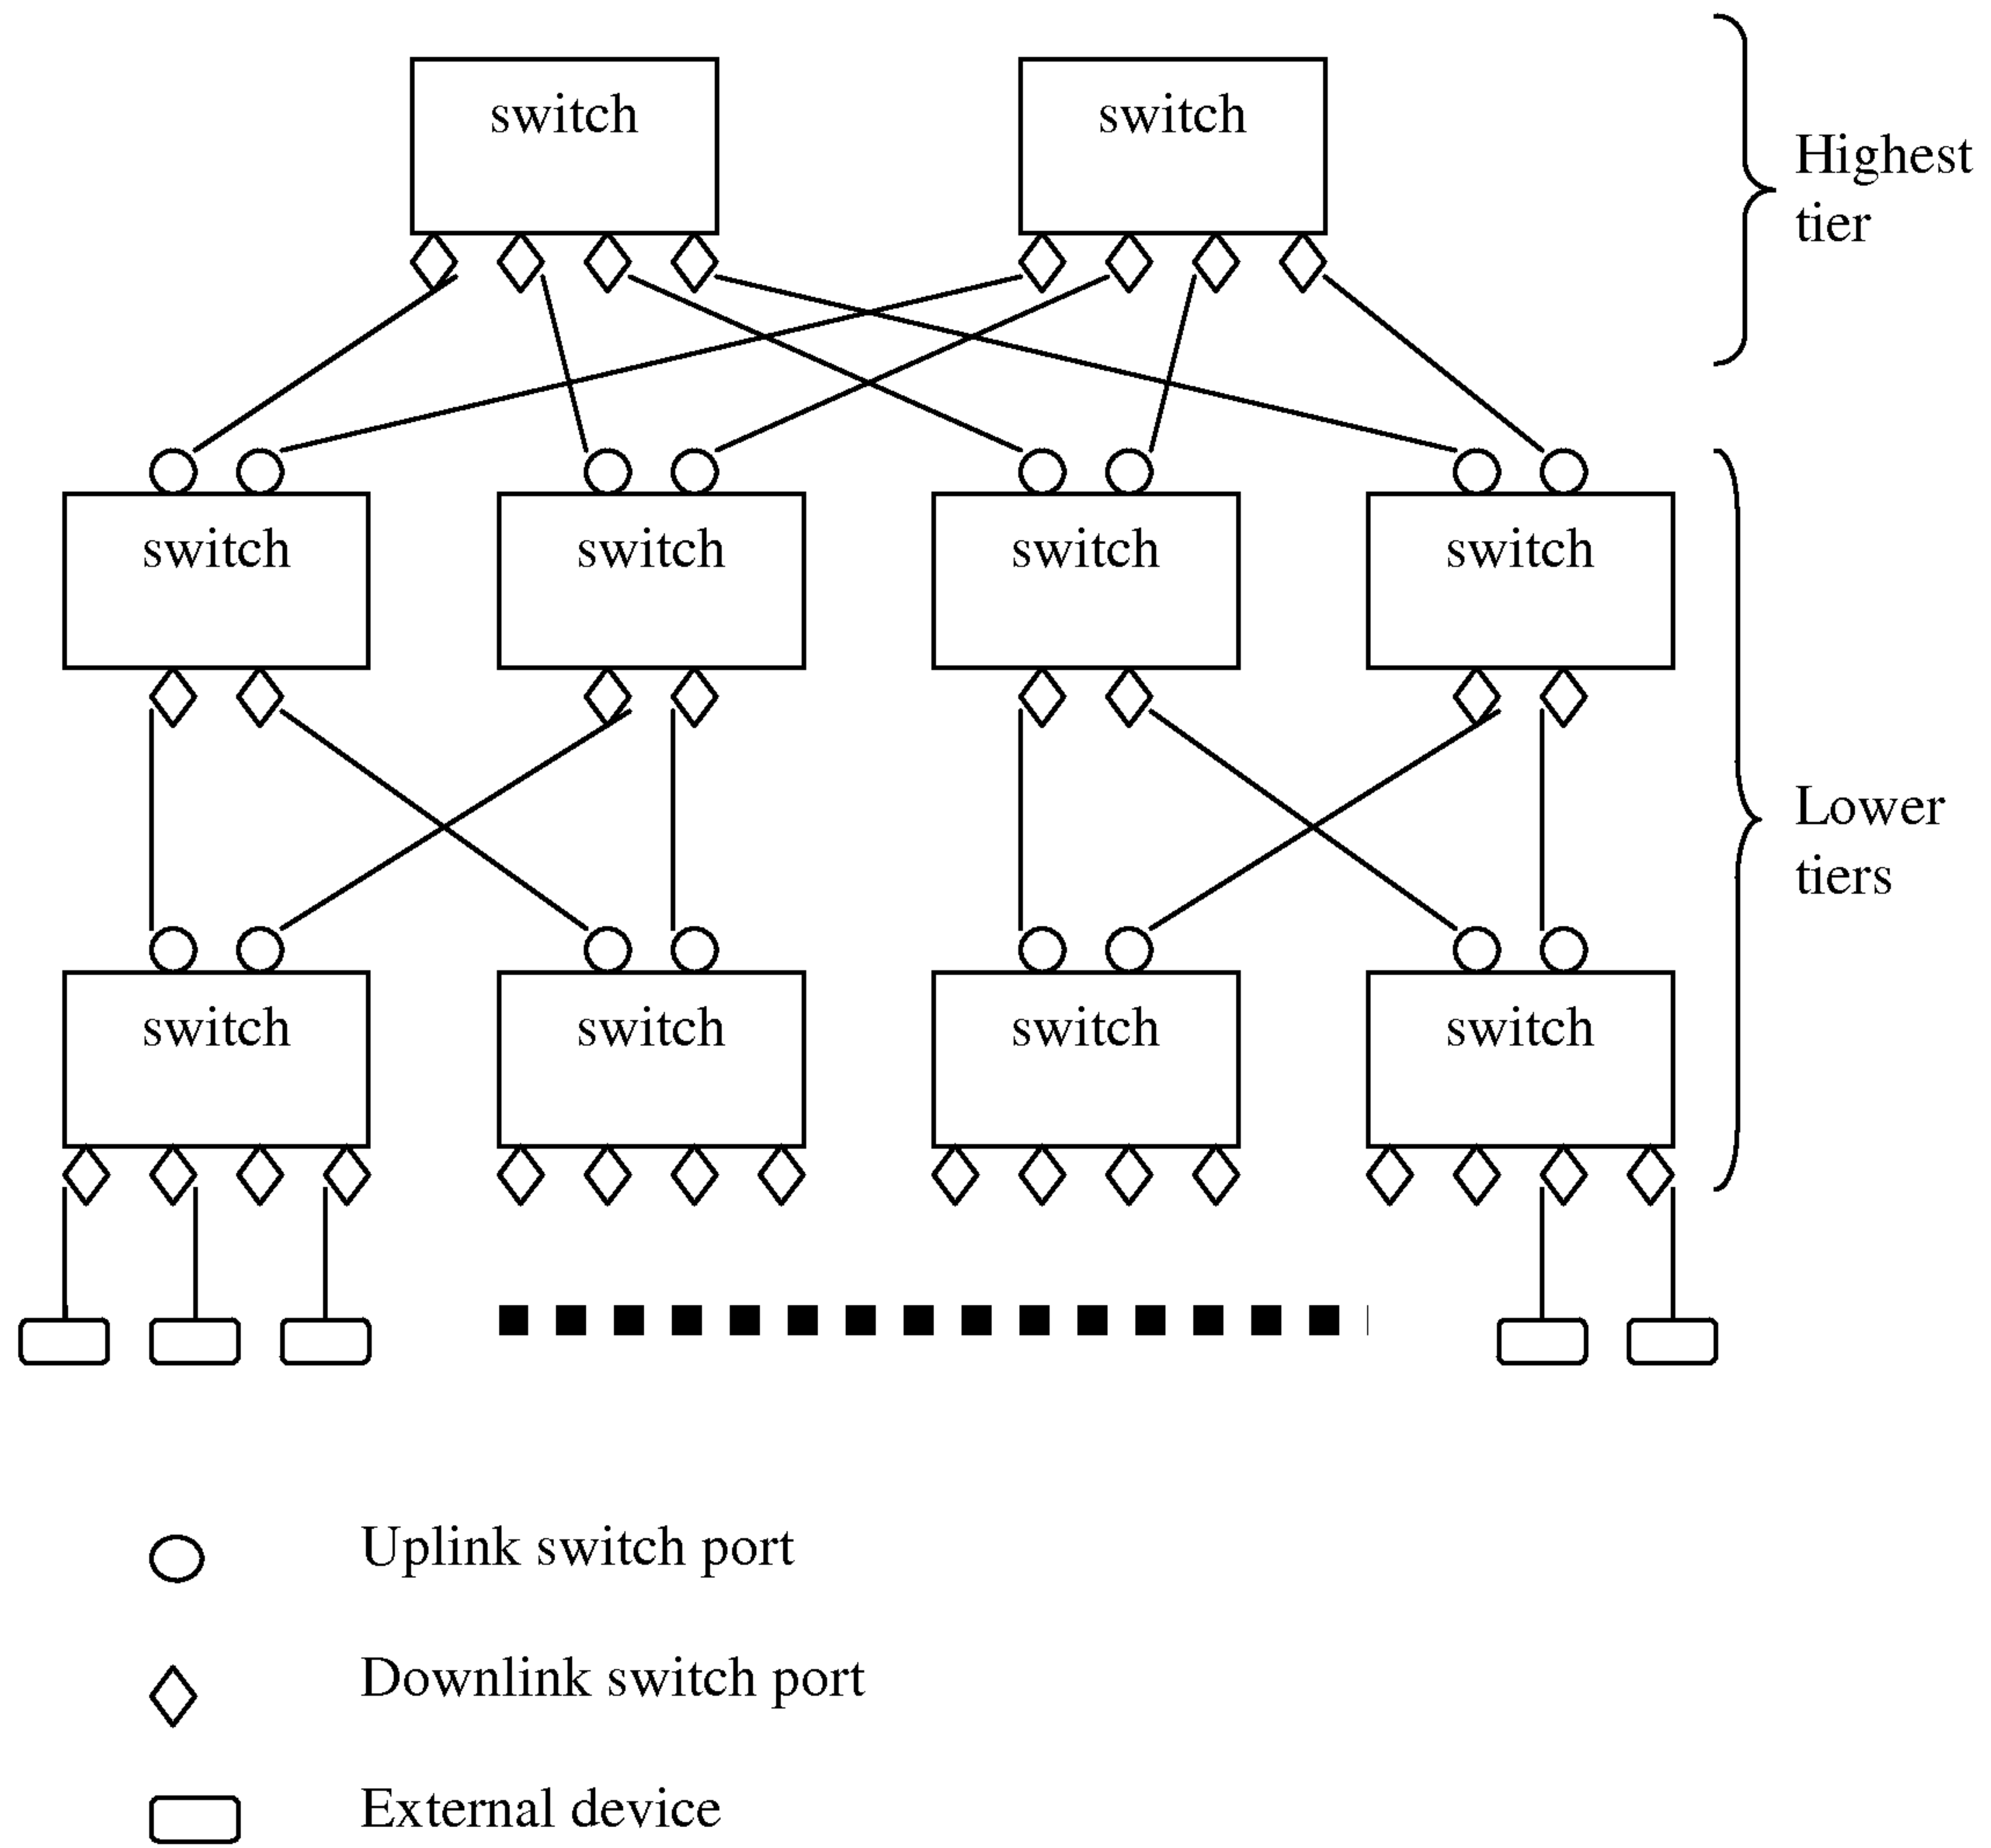 switch
switch
Highest
tier
switch
switch
switch
switch
Lower
tiers
switch
switch
switch
switch
Uplink switch port
Downlink switch port
External device